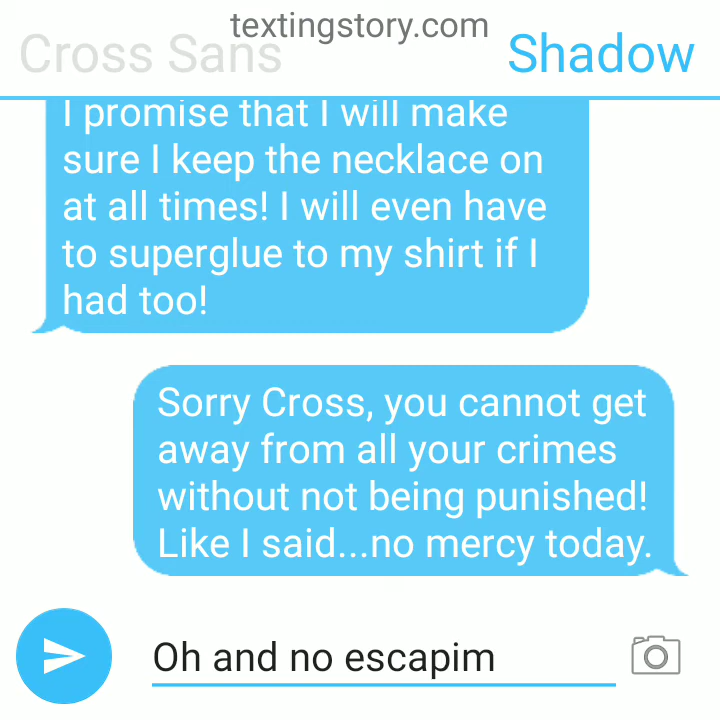 textingstory.com
Cross Sans
Shadow
I promise that I will make
sure I keep the necklace on
at all times! I will even have
to superglue to my shirt if I
had too!
Sorry Cross, you cannot get
away from all your crimes
without not being punished!
Like I said...no mercy today.
Oh and no escapim